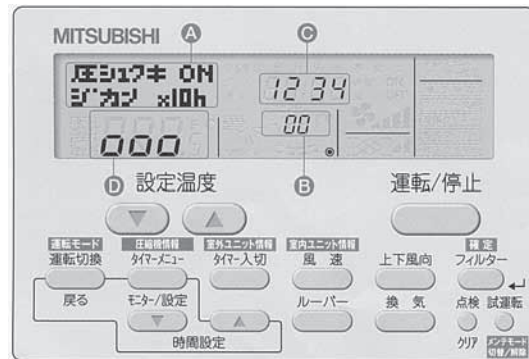 MITSUBISHI
A
C
圧シュクキ ON
ジカン x10h
12 34
00
000
D
設定温度
B
運転/停止
運転モード
圧縮機情報
室外ユニット情報
室内ユニット情報
確定
運転切換
タイマーメニュー
タイマー入切
風速
上下風向
フィルター
戻る
モニター/設定
ルーバー
換気
点検
試運転
時間設定
クリア
メンテモード
切替/解除